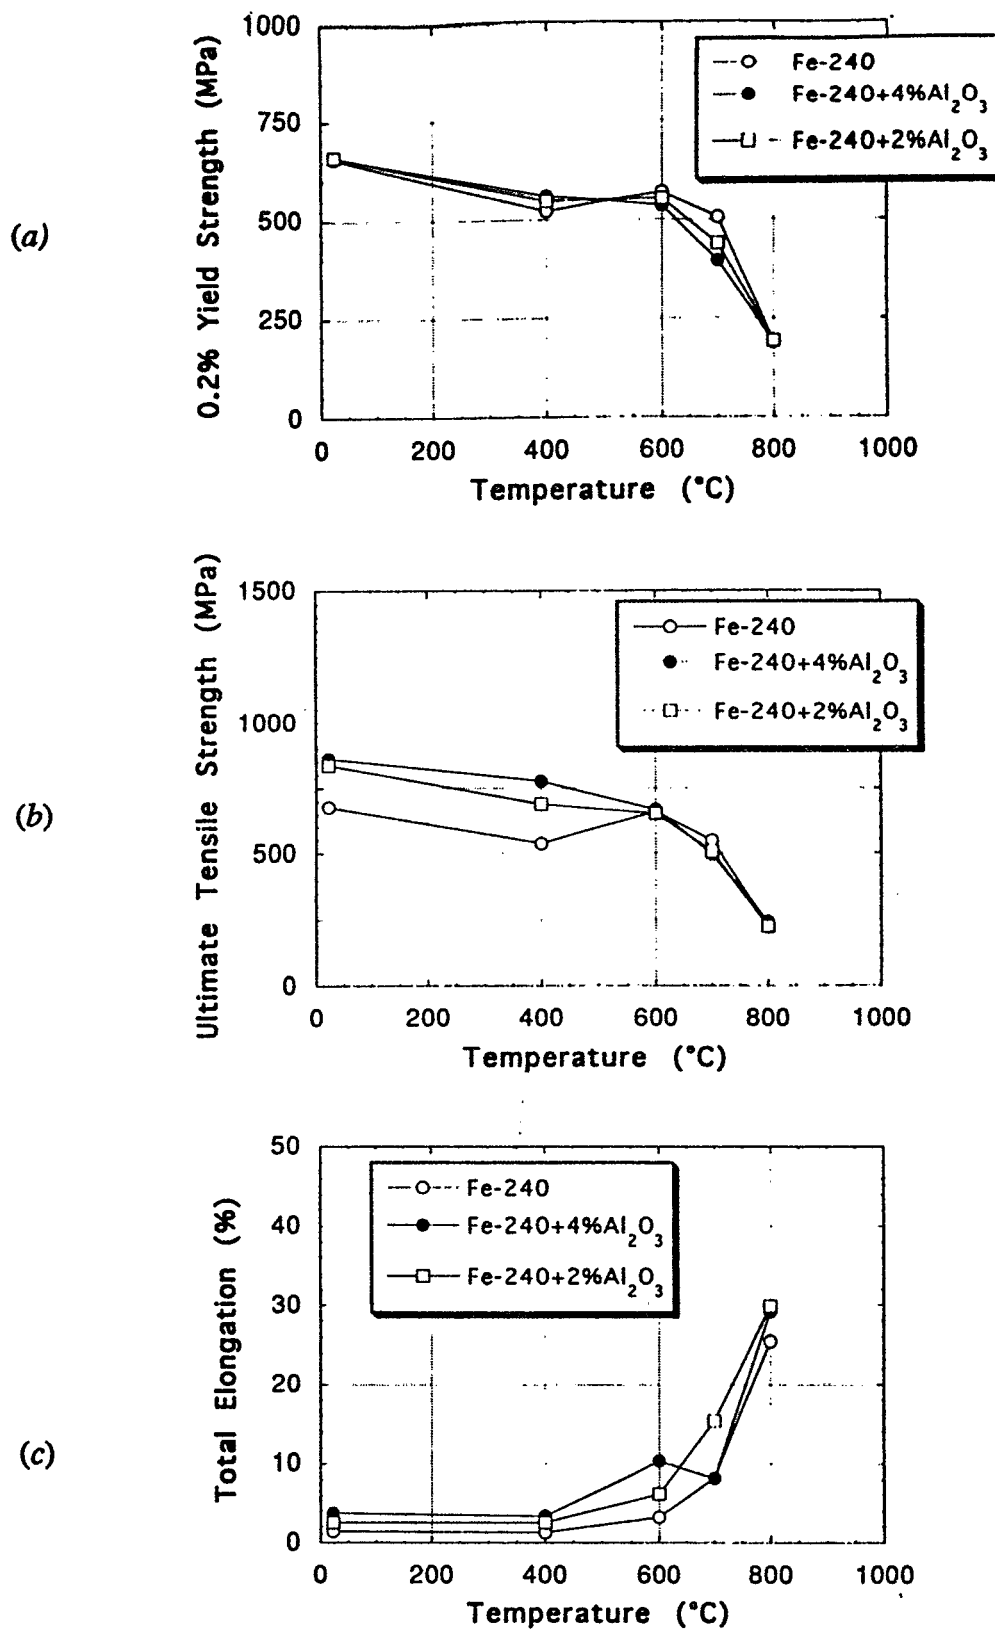 (a)
0.2% Yield Strength (MPa)
1000
750
500
250
0
Fe-240
Fe-240+4%Al2O3
Fe-240+2%Al2O3
0 200 400 600 800 1000
Temperature (°C)
(b)
Ultimate Tensile Strength (MPa)
1500
1000
500
0
Fe-240
Fe-240+4%Al2O3
Fe-240+2%Al2O3
0 200 400 600 800 1000
Temperature (°C)
(c)
Total Elongation (%)
50
40
30
20
10
0
Fe-240
Fe-240+4%Al2O3
Fe-240+2%Al2O3
0 200 400 600 800 1000
Temperature (°C)